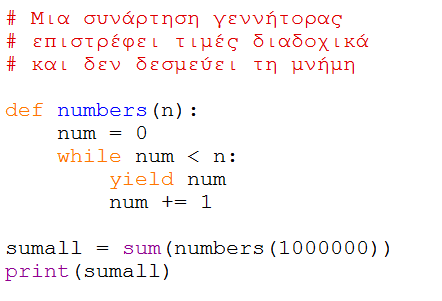 # Μια συνάρτηση γεννήτορας
# επιστρέφει τιμές διαδοχικά
# και δεν δεσμεύει τη μνήμη
def numbers(n):
    num = 0
    while num < n:
        yield num
        num += 1
sumall = sum(numbers(1000000))
print(sumall)